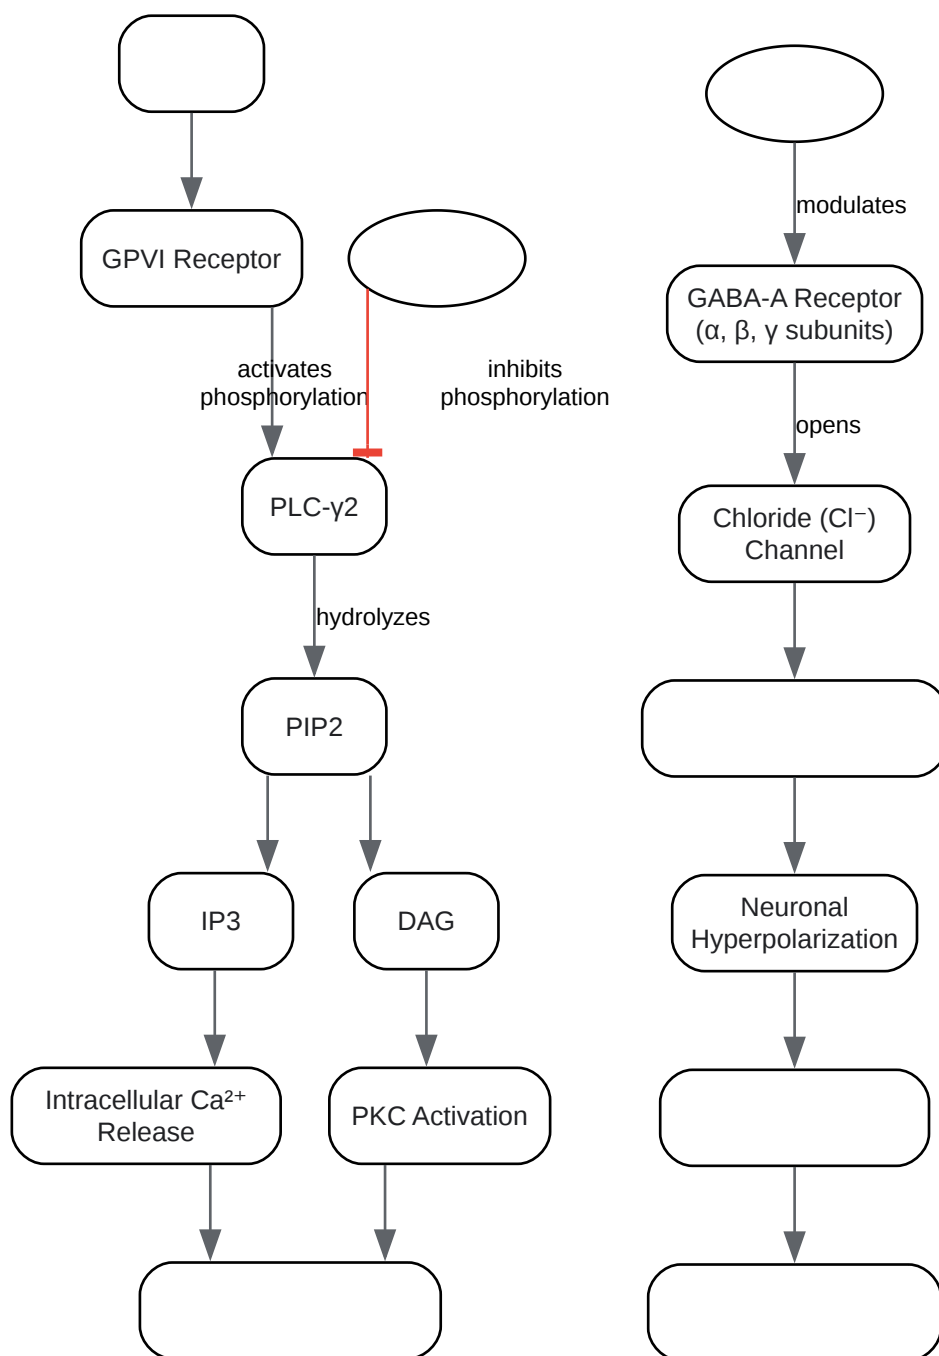 GPVI Receptor
activates
phosphorylation
inhibits
phosphorylation
PLC-γ2
hydrolyzes
PIP2
IP3
DAG
Intracellular Ca²⁺
Release
PKC Activation
modulates
GABA-A Receptor
(α, β, γ subunits)
opens
Chloride (Cl⁻)
Channel
Neuronal
Hyperpolarization